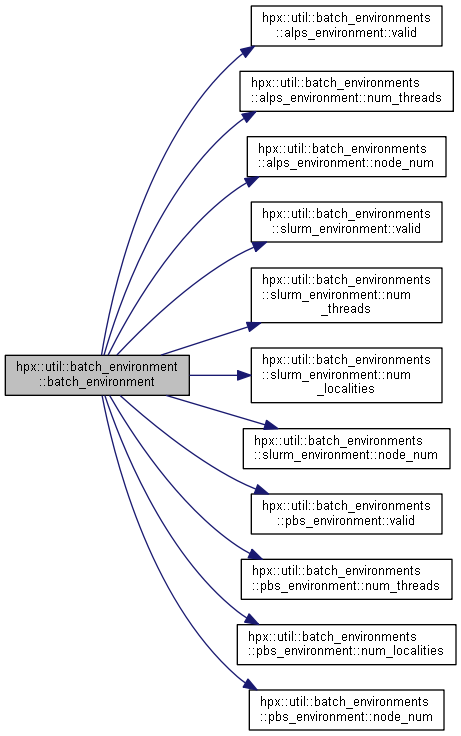 hpx::util::batch_environments
::alps_environment::valid
hpx::util::batch_environments
::alps_environment::num_threads
hpx::util::batch_environments
::alps_environment::node_num
hpx::util::batch_environments
::slurm_environment::valid
hpx::util::batch_environments
::slurm_environment::num
_threads
hpx::util::batch_environment
::batch_environment
hpx::util::batch_environments
::slurm_environment::num
_localities
hpx::util::batch_environments
::slurm_environment::node_num
hpx::util::batch_environments
::pbs_environment::valid
hpx::util::batch_environments
::pbs_environment::num_threads
hpx::util::batch_environments
::pbs_environment::num_localities
hpx::util::batch_environments
::pbs_environment::node_num